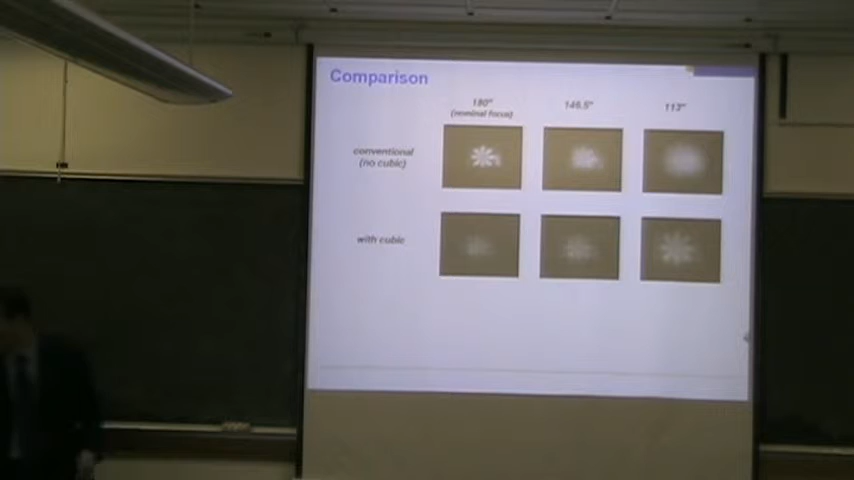 Comparison
180"
(nominal focus)
146.5"
113"
conventional
(no cubic)
with cubic